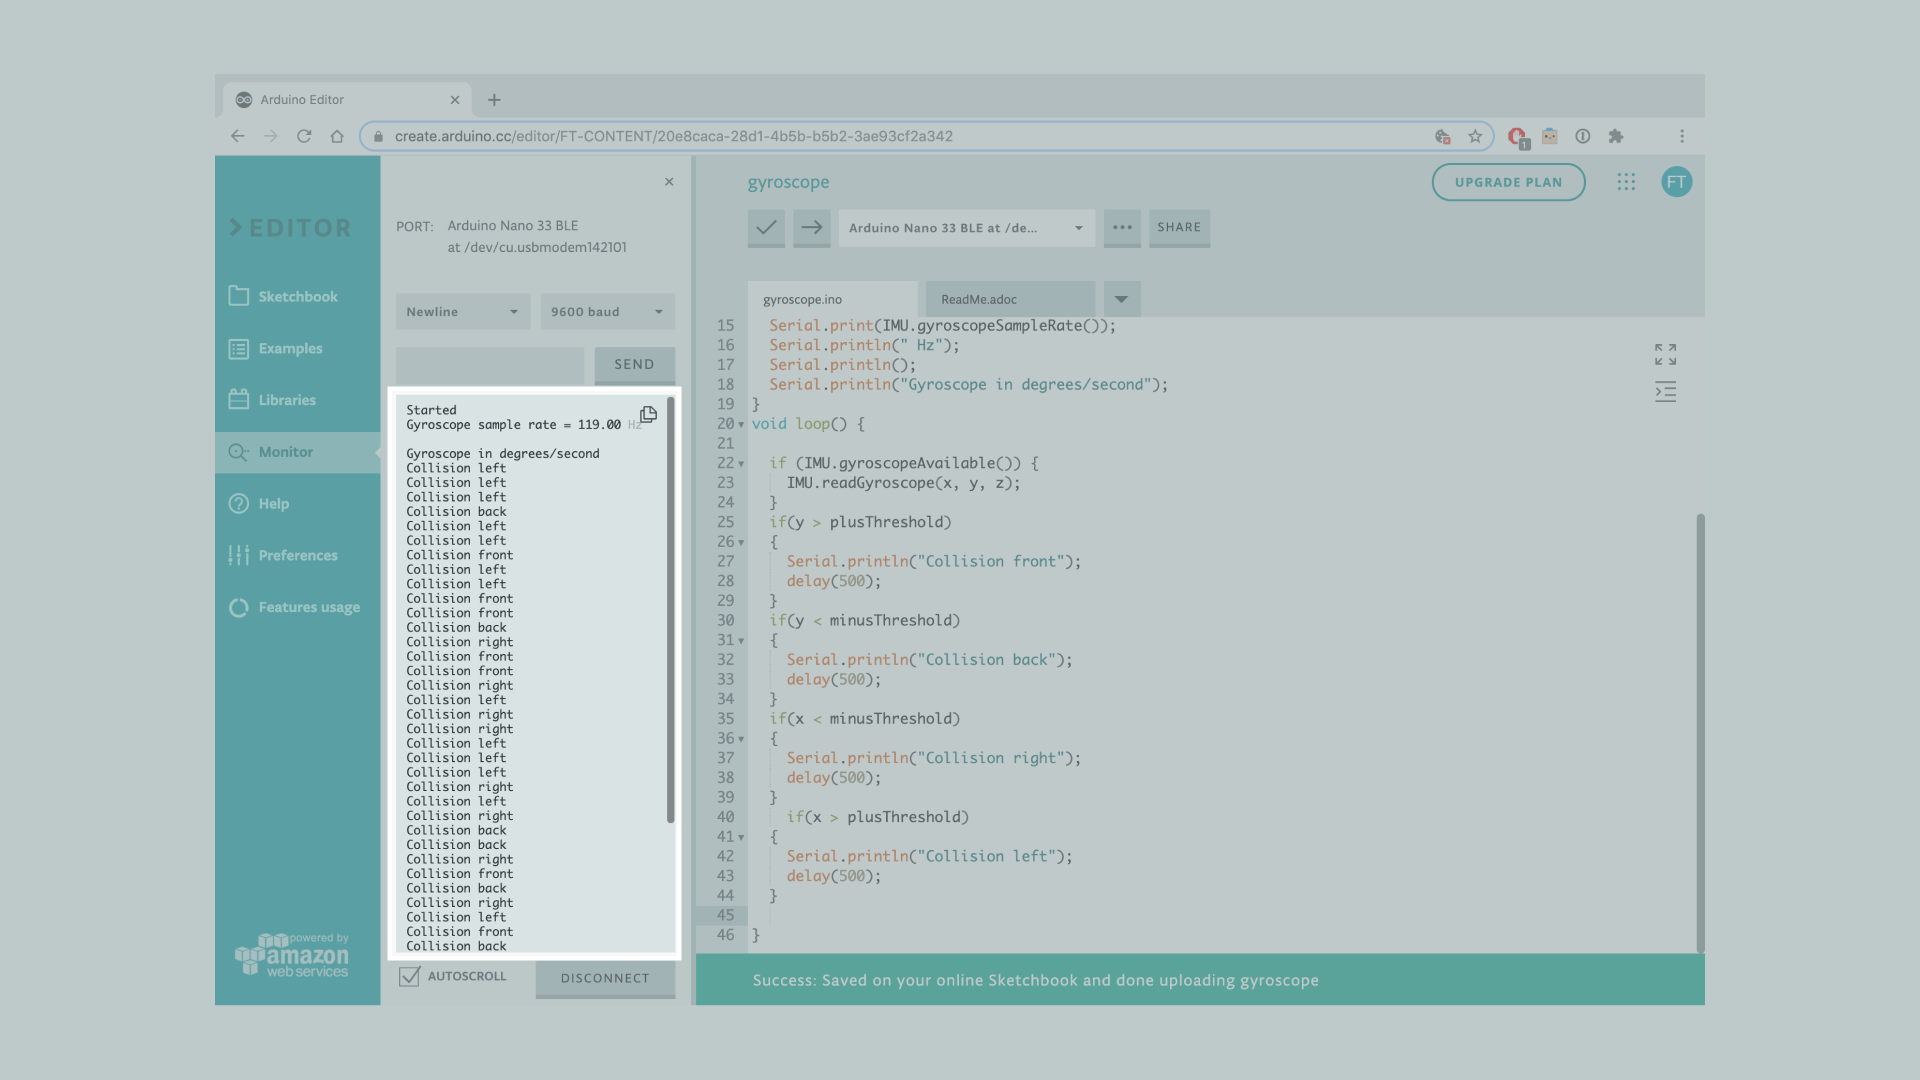 Arduino Editor
create.arduino.cc/editor/FT-CONTENT/20e8caca-28d1-4b5b-b5b2-3ae93cf2a342
1
EDITOR
Sketchbook
Examples
Libraries
Monitor
Help
Preferences
Features usage
powered by
amazon
web services
PORT: Arduino Nano 33 BLE
at /dev/cu.usbmodem142101
Newline
9600 baud
SEND
Started
Gyroscope sample rate = 119.00 Hz
Gyroscope in degrees/second
Collision left
Collision left
Collision left
Collision back
Collision left
Collision left
Collision front
Collision left
Collision left
Collision front
Collision front
Collision back
Collision right
Collision front
Collision front
Collision right
Collision left
Collision right
Collision right
Collision left
Collision left
Collision left
Collision right
Collision left
Collision right
Collision back
Collision back
Collision right
Collision front
Collision back
Collision right
Collision left
Collision front
Collision back
AUTOSCROLL
DISCONNECT
gyroscope
UPGRADE PLAN
FT
Arduino Nano 33 BLE at /de...
SHARE
gyroscope.ino
ReadMe.adoc
15 Serial.print(IMU.gyroscopeSampleRate());
16 Serial.println(" Hz");
17 Serial.println();
18 Serial.println("Gyroscope in degrees/second");
19 }
20 void loop() {
21
22 if (IMU.gyroscopeAvailable()) {
23 IMU.readGyroscope(x, y, z);
24 }
25 if(y > plusThreshold)
26 {
27 Serial.println("Collision front");
28 delay(500);
29 }
30 if(y < minusThreshold)
31 {
32 Serial.println("Collision back");
33 delay(500);
34 }
35 if(x < minusThreshold)
36 {
37 Serial.println("Collision right");
38 delay(500);
39 }
40 if(x > plusThreshold)
41 {
42 Serial.println("Collision left");
43 delay(500);
44 }
45
46 }
Success: Saved on your online Sketchbook and done uploading gyroscope